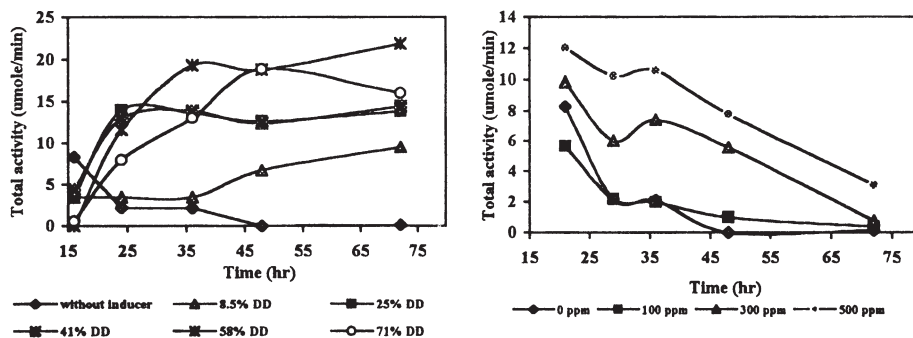 Total activity (umole/min)
25
20
15
10
5
0
15
25
35
45
55
65
75
Time (hr)
without inducer
8.5% DD
25% DD
41% DD
58% DD
71% DD
Total activity (umole/min)
14
12
10
8
6
4
2
0
15
25
35
45
55
65
75
Time (hr)
0 ppm
100 ppm
300 ppm
500 ppm